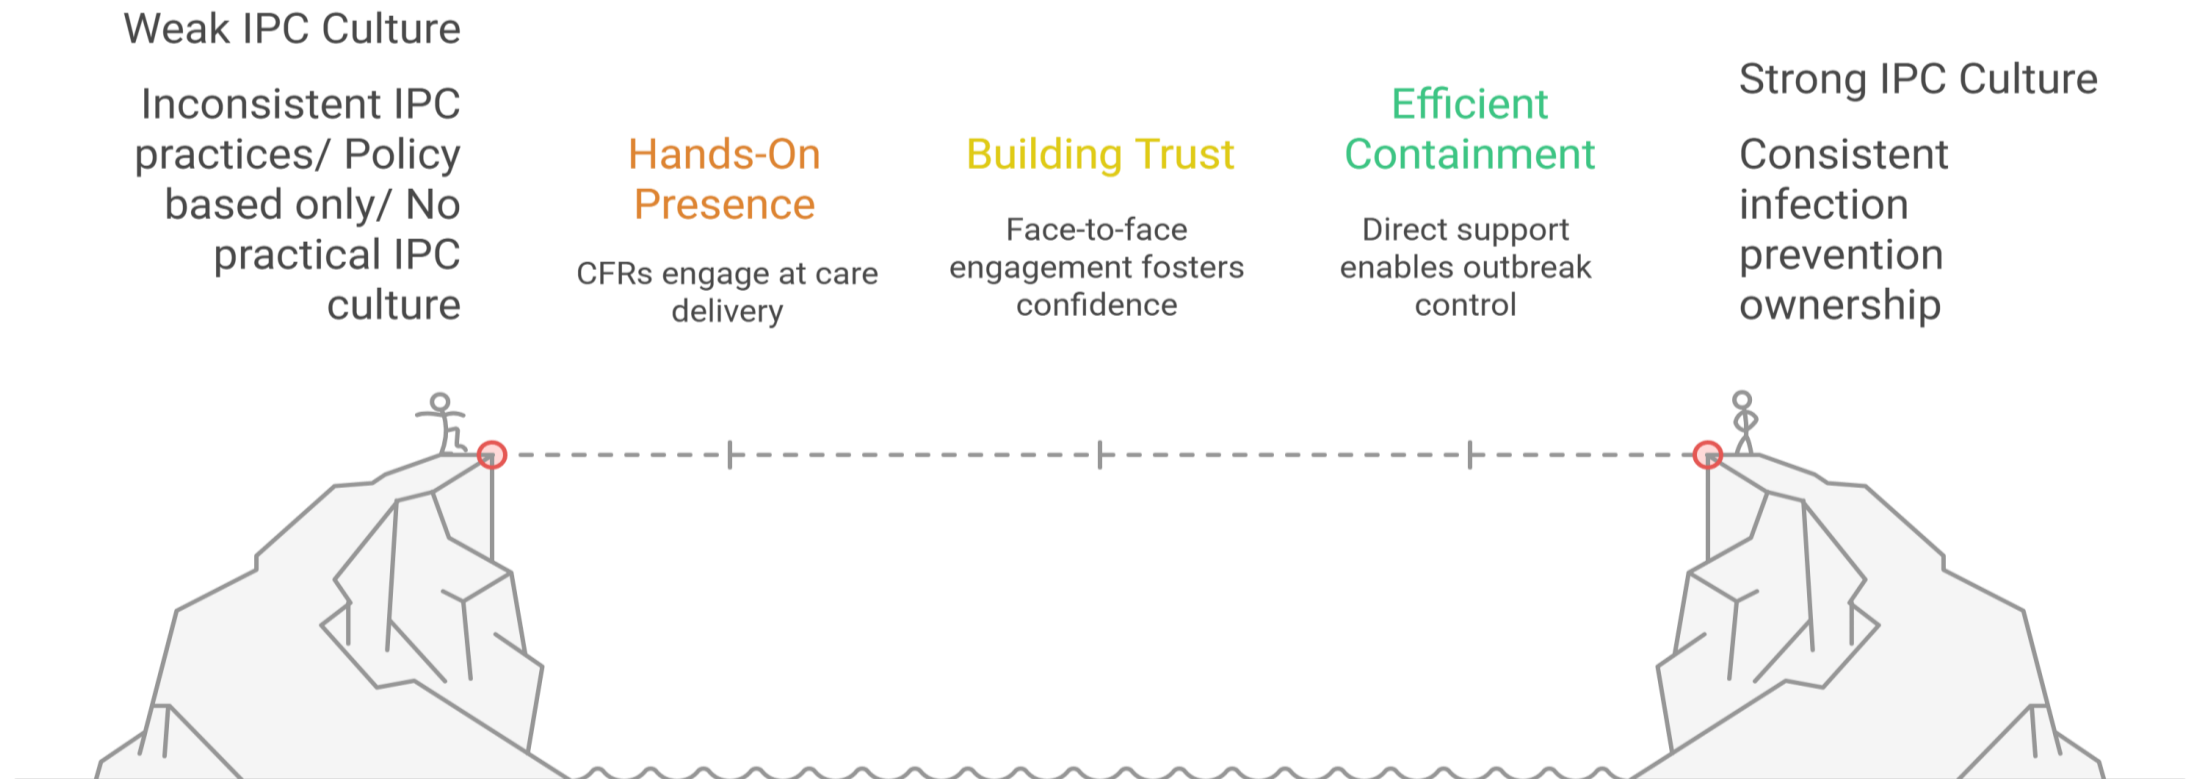 Weak IPC Culture
Inconsistent IPC
practices/ Policy
based only/ No
practical IPC
culture
Hands-On
Presence
CFRs engage at care
delivery
Building Trust
Face-to-face
engagement fosters
confidence
Efficient
Containment
Direct support
enables outbreak
control
Strong IPC Culture
Consistent
infection
prevention
ownership